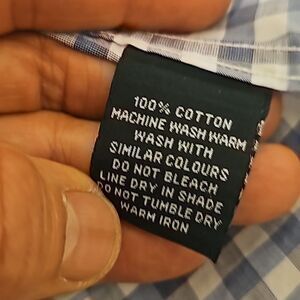 100% COTTON
MACHINE WASH WARM
WASH WITH
SIMILAR COLOURS
DO NOT BLEACH
LINE DRY IN SHADE
DO NOT TUMBLE DRY
WARM IRON